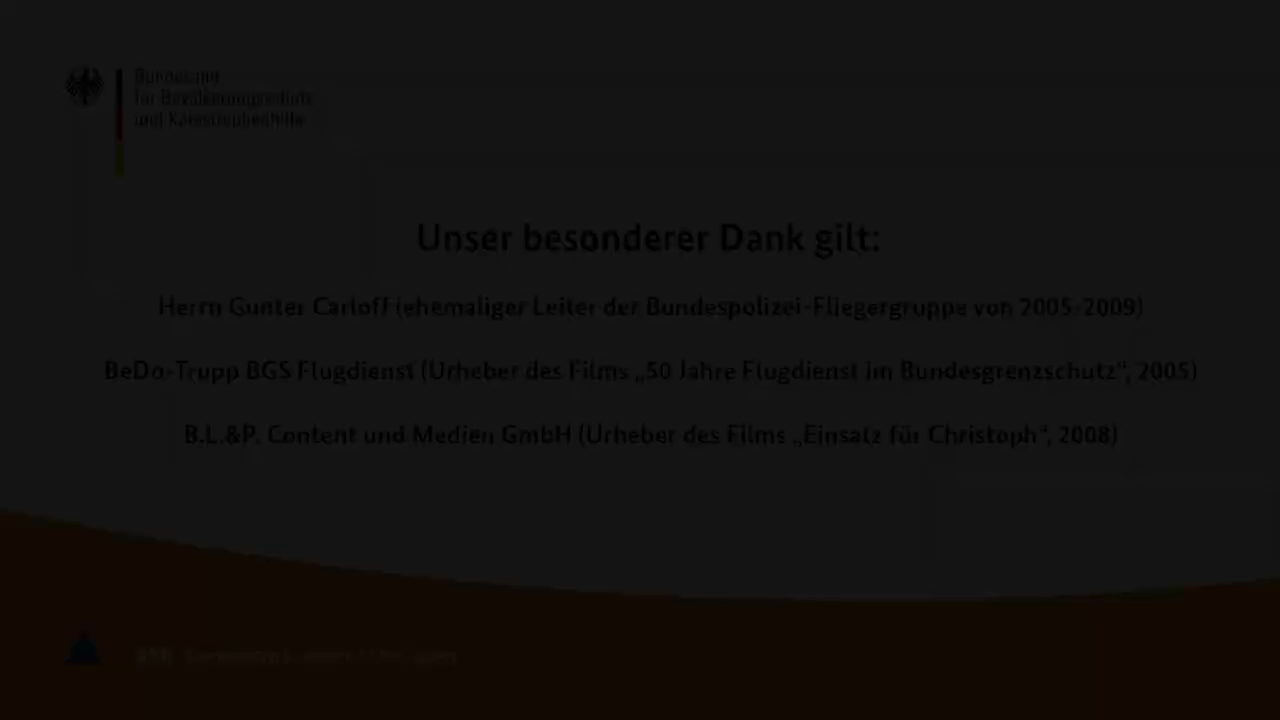 Bundesamt
für Bevölkerungsschutz
und Katastrophenhilfe
Unser besonderer Dank gilt:
Herrn Gunter Carloff (ehemaliger Leiter der Bundespolizei-Fliegergruppe von 2005-2009)
BeDo-Trupp BGS Flugdienst (Urheber des Films „50 Jahre Flugdienst im Bundesgrenzschutz“, 2005)
B.L.&P. Content und Medien GmbH (Urheber des Films „Einsatz für Christoph“, 2008)